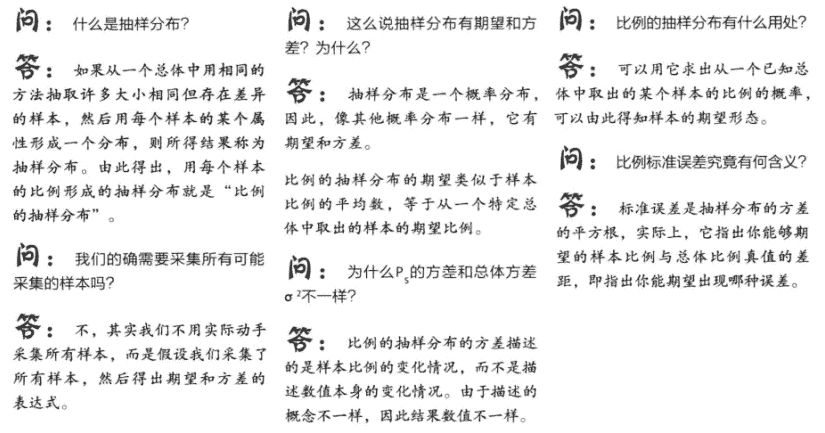 问： 什么是抽样分布？
答： 如果从一个总体中用相同的
方法抽取许多大小相同但存在差异
的样本，然后用每个样本的某个属
性形成一个分布，则所得结果称为
抽样分布。由此得出，用每个样本
的比例形成的抽样分布就是“比例
的抽样分布”。
问： 我们的确需要采集所有可能
采集的样本吗？
答： 不，其实我们不用实际动手
采集所有样本，而是假设我们采集了
所有样本，然后得出期望和方差的
表达式。
问： 这么说抽样分布有期望和方
差？为什么？
答： 抽样分布是一个概率分布，
因此，像其他概率分布一样，它有
期望和方差。
比例的抽样分布的期望类似于样本
比例的平均数，等于从一个特定总
体中取出的样本的期望比例。
问： 为什么Ps的方差和总体方差
σ²不一样？
答： 比例的抽样分布的方差描述
的是样本比例的变化情况，而不是描
述数值本身的变化情况。由于描述的
概念不一样，因此结果数值不一样。
问： 比例的抽样分布有什么用处？
答： 可以用它求出从一个已知总
体中取出的某个样本的比例的概率，
可以由此得知样本的期望形态。
问： 比例标准误差究竟有何含义？
答： 标准误差是抽样分布的方差
的平方根，实际上，它指出你能够期
望的样本比例与总体比例真值的差
距，即指出你能期望出现哪种误差。